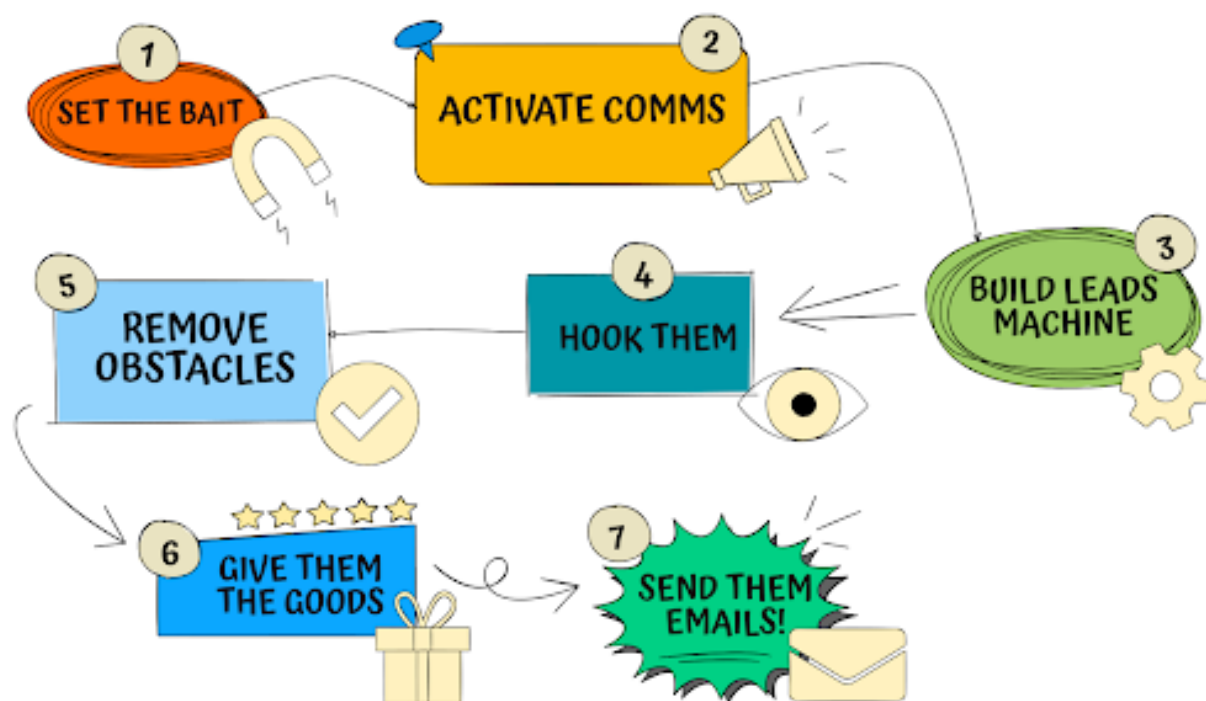 1
SET THE BAIT
2
ACTIVATE COMMS
3
BUILD LEADS
MACHINE
4
HOOK THEM
5
REMOVE
OBSTACLES
6
GIVE THEM
THE GOODS
7
SEND THEM
EMAILS!